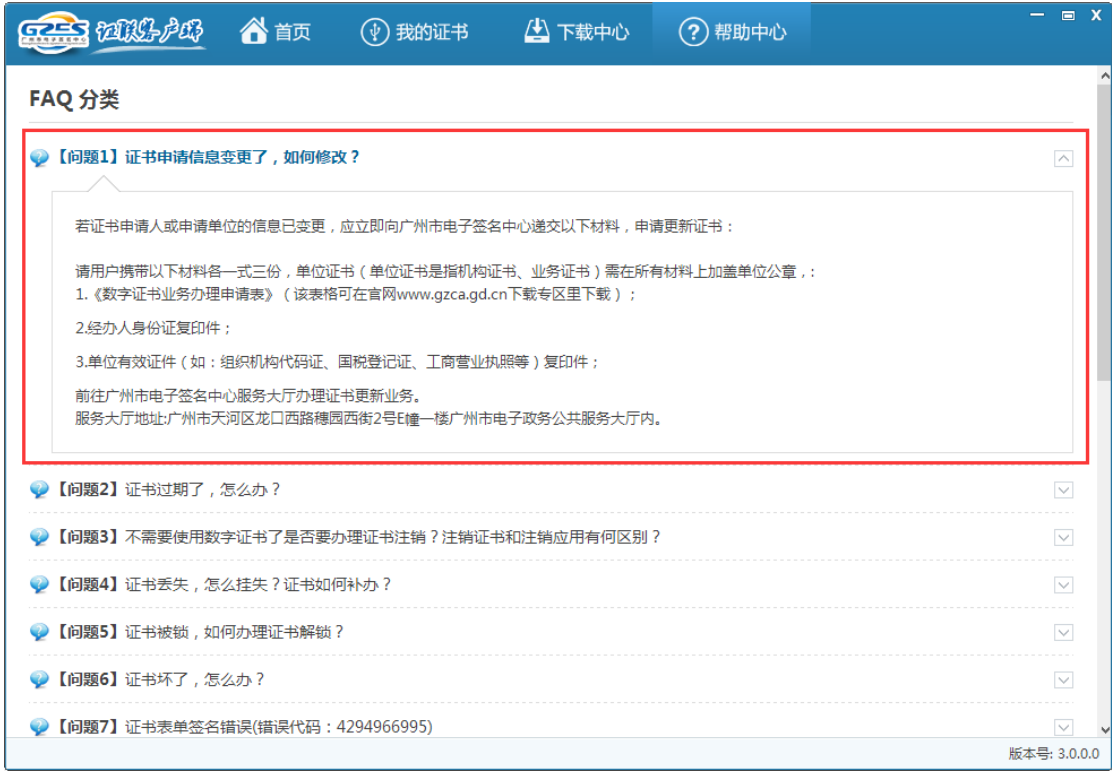 GZES 证联客户端
首页
我的证书
下载中心
帮助中心
FAQ 分类
【问题1】证书申请信息变更了，如何修改？
若证书申请人或申请单位的信息已变更，应立即向广州市电子签名中心递交以下材料，申请更新证书：
请用户携带以下材料各一式三份，单位证书（单位证书是指机构证书、业务证书）需在所有材料上加盖单位公章，：
1.《数字证书业务办理申请表》（该表格可在官网www.gzca.gd.cn下载专区里下载）；
2.经办人身份证复印件；
3.单位有效证件（如：组织机构代码证、国税登记证、工商营业执照等）复印件；
前往广州市电子签名中心服务大厅办理证书更新业务。
服务大厅地址:广州市天河区龙口西路穗园西街2号E幢一楼广州市电子政务公共服务大厅内。
【问题2】证书过期了，怎么办？
【问题3】不需要使用数字证书了是否要办理证书注销？注销证书和注销应用有何区别？
【问题4】证书丢失，怎么挂失？证书如何补办？
【问题5】证书被锁，如何办理证书解锁？
【问题6】证书坏了，怎么办？
【问题7】证书表单签名错误(错误代码：4294966995)
版本号: 3.0.0.0